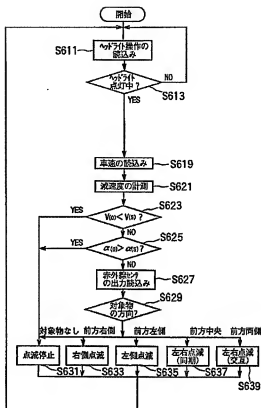 開始
ヘッドライト操作の
読込み
S611
ヘッドライト
点灯中？
NO
S613
YES
車速の読込み
S619
減速度の計測
S621
S623
YES
NO
S625
YES
NO
赤外線センサ
の出力読込み
S627
S629
対象物
の方向？
対象物なし
前方右側
前方左側
前方中央
前方両側
点滅停止
右側点滅
左側点滅
左右点滅
(同期)
左右点滅
(交互)
S631
S633
S635
S637
S639